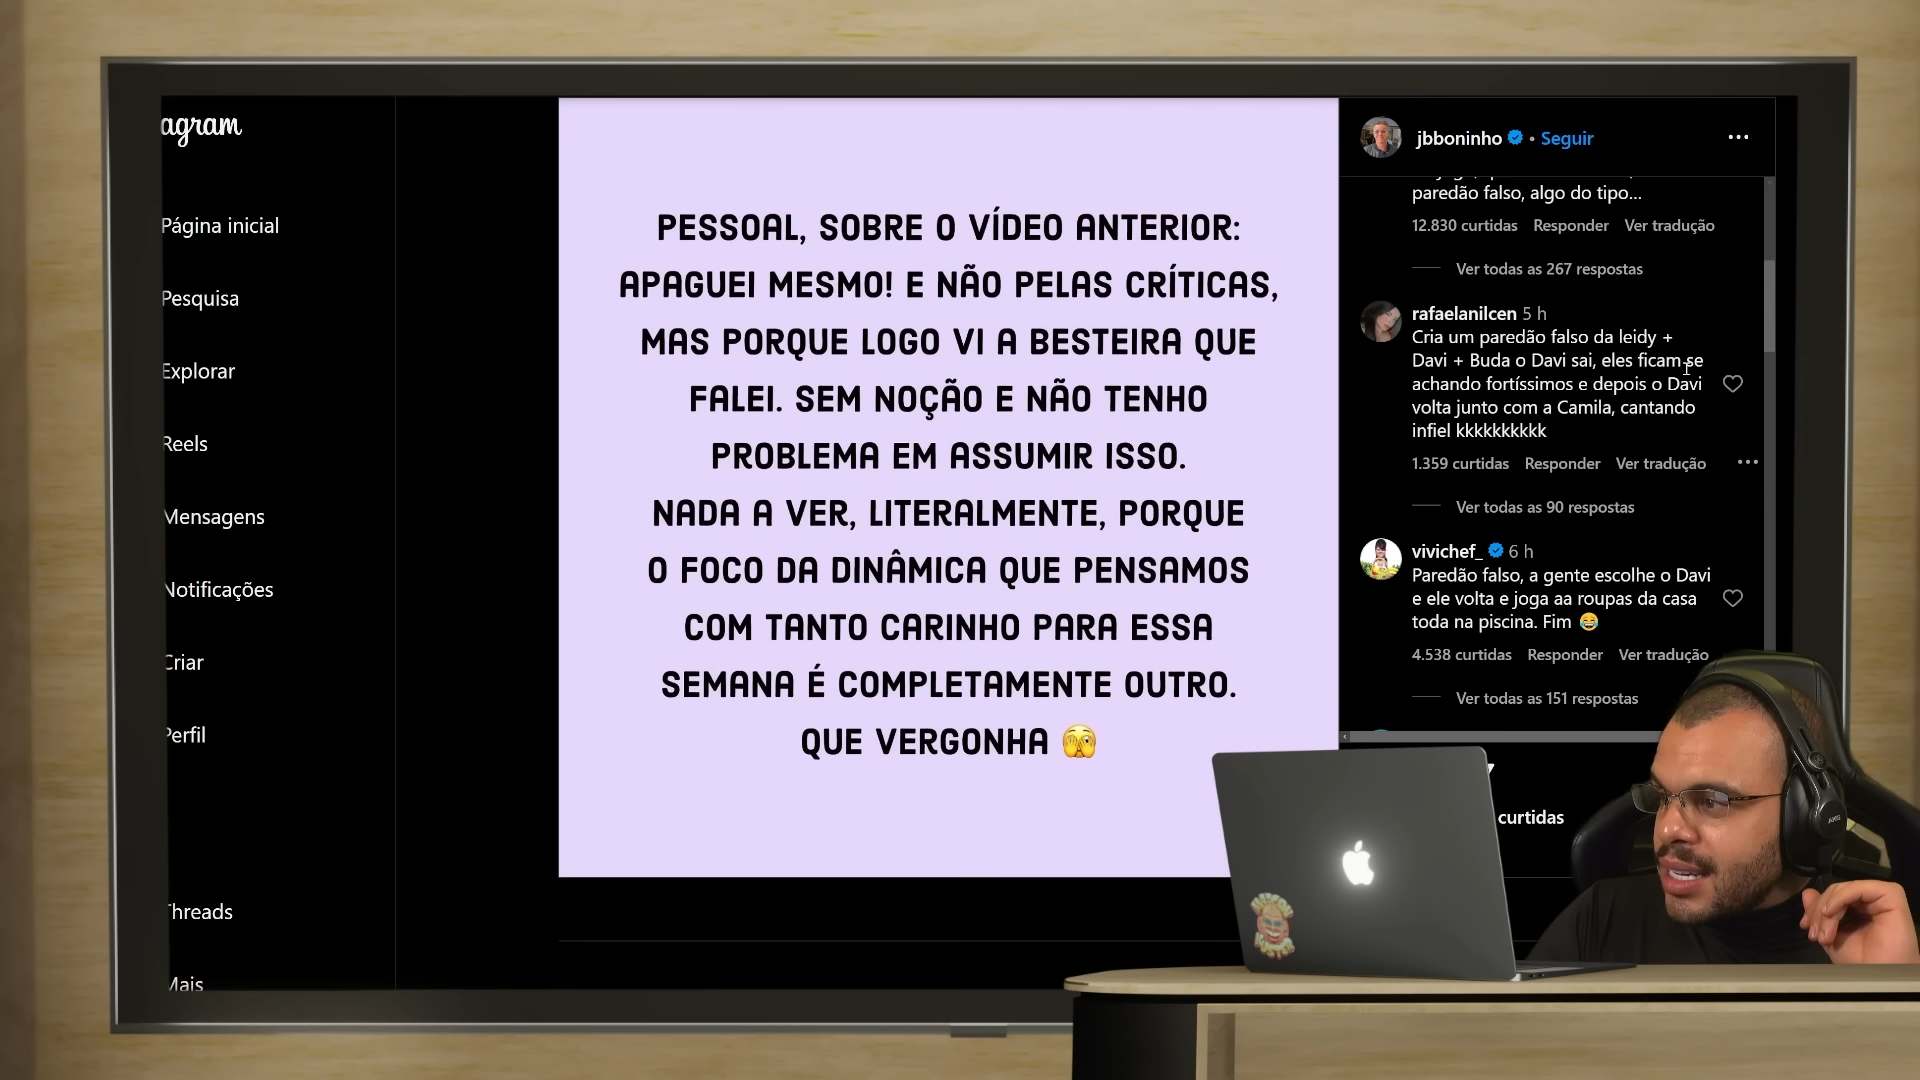 agram
Página inicial
Pesquisa
Explorar
Reels
Mensagens
Notificações
Criar
Perfil
Threads
Mais
PESSOAL, SOBRE O VÍDEO ANTERIOR:
APAGUEI MESMO! E NÃO PELAS CRÍTICAS,
MAS PORQUE LOGO VI A BESTEIRA QUE
FALEI. SEM NOÇÃO E NÃO TENHO
PROBLEMA EM ASSUMIR ISSO.
NADA A VER, LITERALMENTE, PORQUE
O FOCO DA DINÂMICA QUE PENSAMOS
COM TANTO CARINHO PARA ESSA
SEMANA É COMPLETAMENTE OUTRO.
QUE VERGONHA 🫣
jbboninho • Seguir
paredão falso, algo do tipo...
12.830 curtidas Responder Ver tradução
Ver todas as 267 respostas
rafaelanilcen 5 h
Cria um paredão falso da leidy +
Davi + Buda o Davi sai, eles ficam se
achando fortíssimos e depois o Davi
volta junto com a Camila, cantando
infiel kkkkkkkkkk
1.359 curtidas Responder Ver tradução
Ver todas as 90 respostas
vivichef_ 6 h
Paredão falso, a gente escolhe o Davi
e ele volta e joga aa roupas da casa
toda na piscina. Fim 😂
4.538 curtidas Responder Ver tradução
Ver todas as 151 respostas
curtidas
AKG